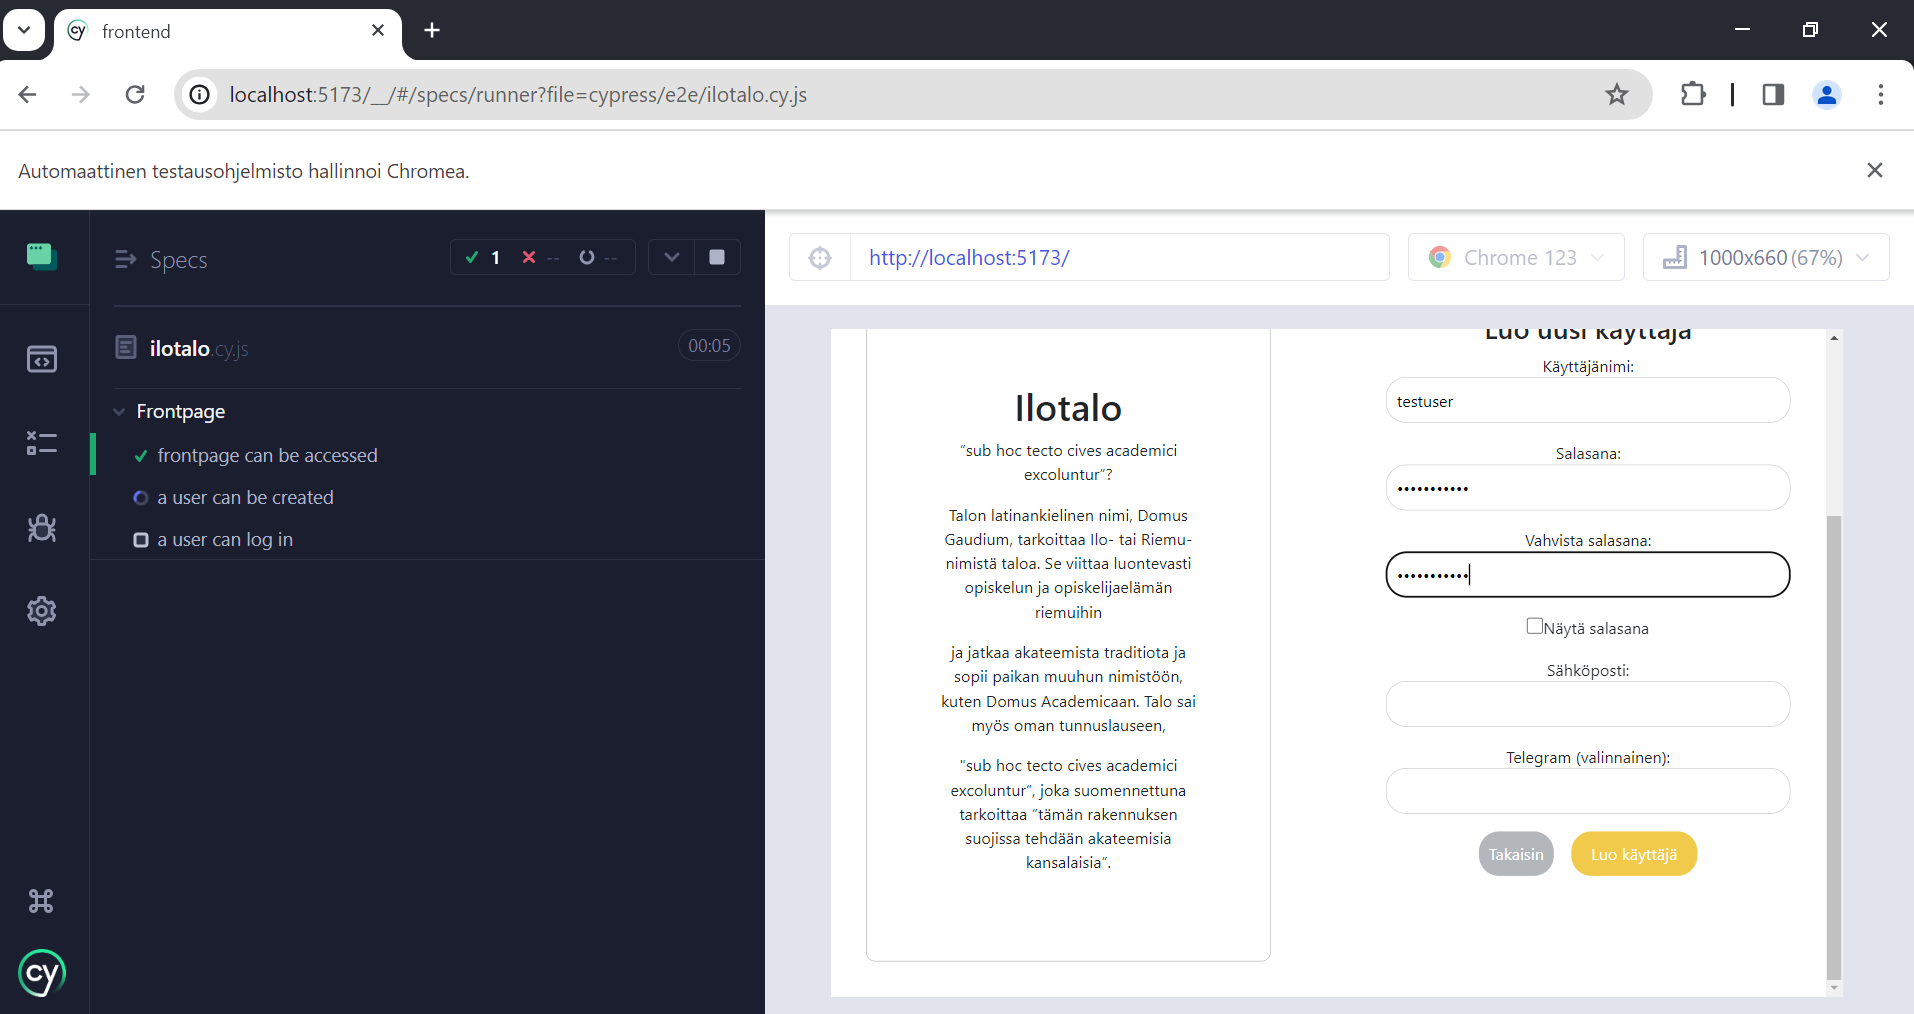 frontend
localhost:5173/__/#/specs/runner?file=cypress/e2e/ilotalo.cy.js
Automaattinen testausohjelmisto hallinnoi Chromea.
Specs
1
--
--
http://localhost:5173/
Chrome 123
1000x660 (67%)
ilotalo.cy.js
00:05
Frontpage
frontpage can be accessed
a user can be created
a user can log in
cy
Ilotalo
“sub hoc tecto cives academici
excoluntur”?
Talon latinankielinen nimi, Domus
Gaudium, tarkoittaa Ilo- tai Riemu-
nimistä taloa. Se viittaa luontevasti
opiskelun ja opiskelijaelämän
riemuihin
ja jatkaa akateemista traditiota ja
sopii paikan muuhun nimistöön,
kuten Domus Academicaan. Talo sai
myös oman tunnuslauseen,
"sub hoc tecto cives academici
excoluntur”, joka suomennettuna
tarkoittaa “tämän rakennuksen
suojissa tehdään akateemisia
kansalaisia”.
Luo uusi käyttäjä
Käyttäjänimi:
testuser
Salasana:
•••••••••••
Vahvista salasana:
•••••••••••
Näytä salasana
Sähköposti:
Telegram (valinnainen):
Takaisin
Luo käyttäjä